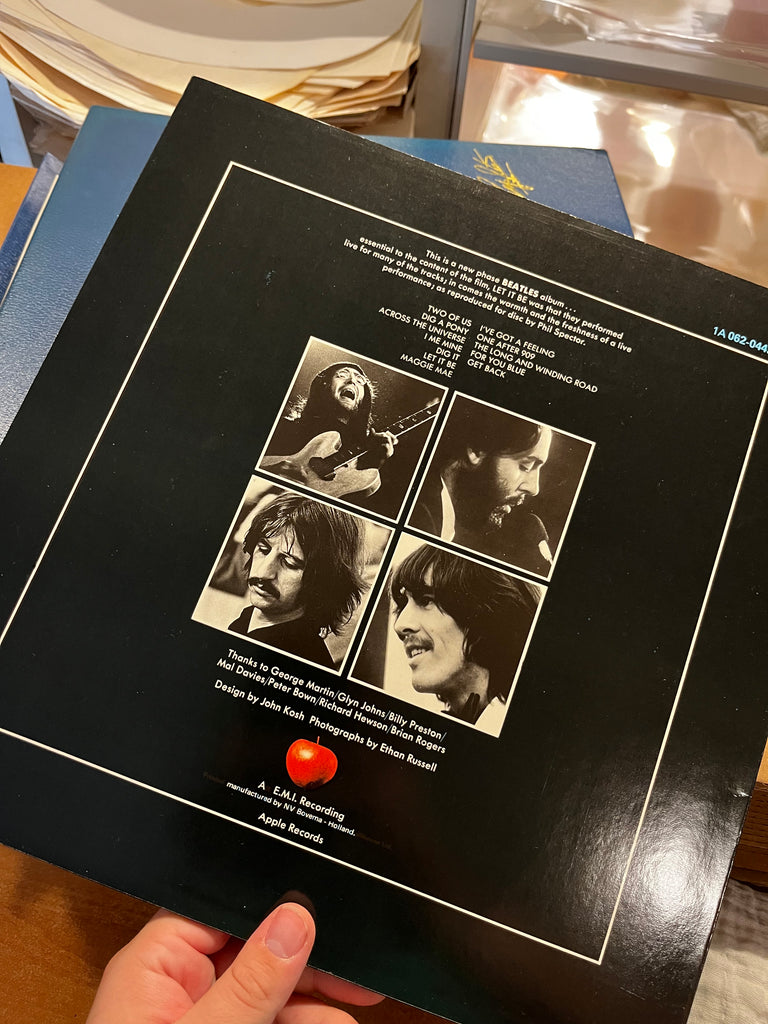 This is a new phase BEATLES album...
essential to the content of the film, LET IT BE was that they performed
live for many of the tracks; in comes the warmth and the freshness of a live
performance; as reproduced for disc by Phil Spector.
1A 062-044
TWO OF US
DIG A PONY
ACROSS THE UNIVERSE
I ME MINE
DIG IT
LET IT BE
MAGGIE MAE
I'VE GOT A FEELING
ONE AFTER 909
THE LONG AND WINDING ROAD
FOR YOU BLUE
GET BACK
Thanks to George Martin/Glyn Johns/Billy Preston/
Mal Davies/Peter Bown/Richard Hewson/Brian Rogers
Design by John Kosh Photographs by Ethan Russell
A E.M.I. Recording
manufactured by NV Bovema - Holland.
Apple Records